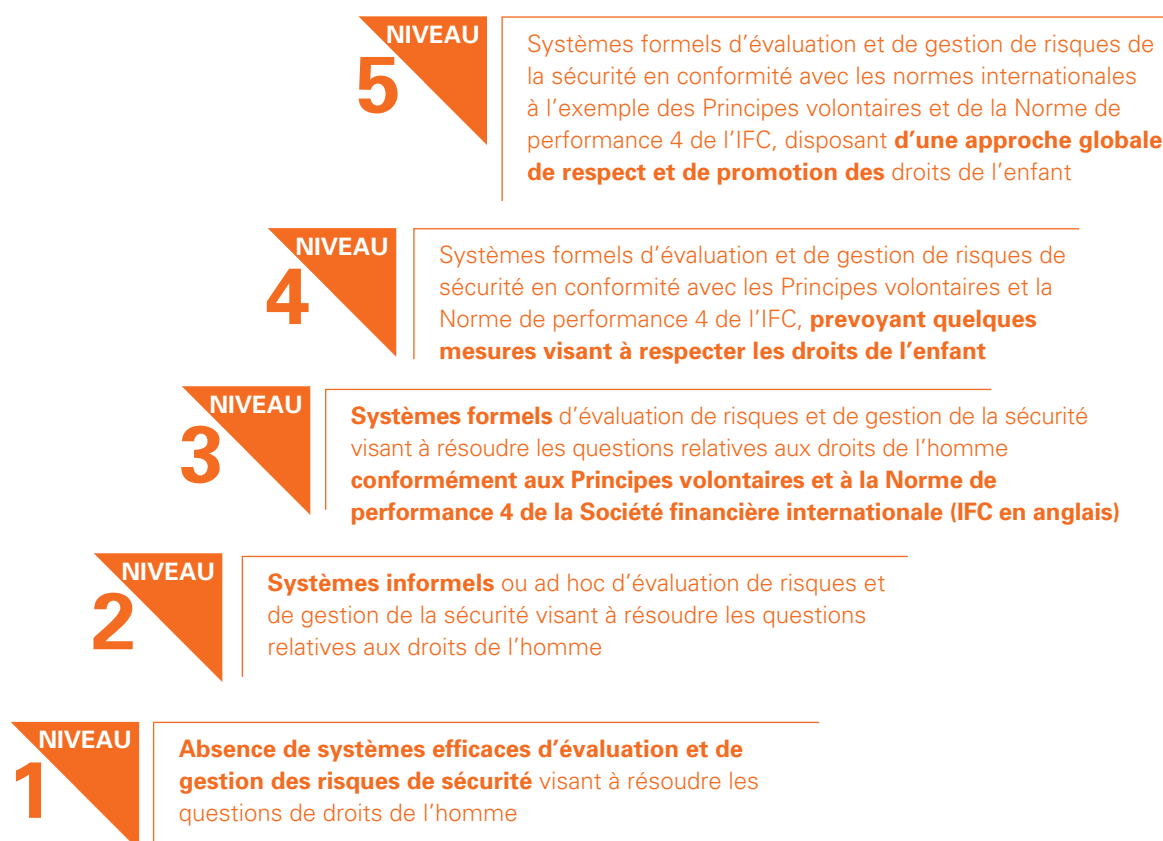 NIVEAU
5
Systèmes formels d'évaluation et de gestion de risques de
la sécurité en conformité avec les normes internationales
à l'exemple des Principes volontaires et de la Norme de
performance 4 de l'IFC, disposant d'une approche globale
de respect et de promotion des droits de l'enfant
NIVEAU
4
Systèmes formels d'évaluation et de gestion de risques de
sécurité en conformité avec les Principes volontaires et la
Norme de performance 4 de l'IFC, prevoyant quelques
mesures visant à respecter les droits de l'enfant
NIVEAU
3
Systèmes formels d'évaluation de risques et de gestion de la sécurité
visant à résoudre les questions relatives aux droits de l'homme
conformément aux Principes volontaires et à la Norme de
performance 4 de la Société financière internationale (IFC en anglais)
NIVEAU
2
Systèmes informels ou ad hoc d'évaluation de risques et
de gestion de la sécurité visant à résoudre les questions
relatives aux droits de l'homme
NIVEAU
1
Absence de systèmes efficaces d'évaluation et de
gestion des risques de sécurité visant à résoudre les
questions de droits de l'homme